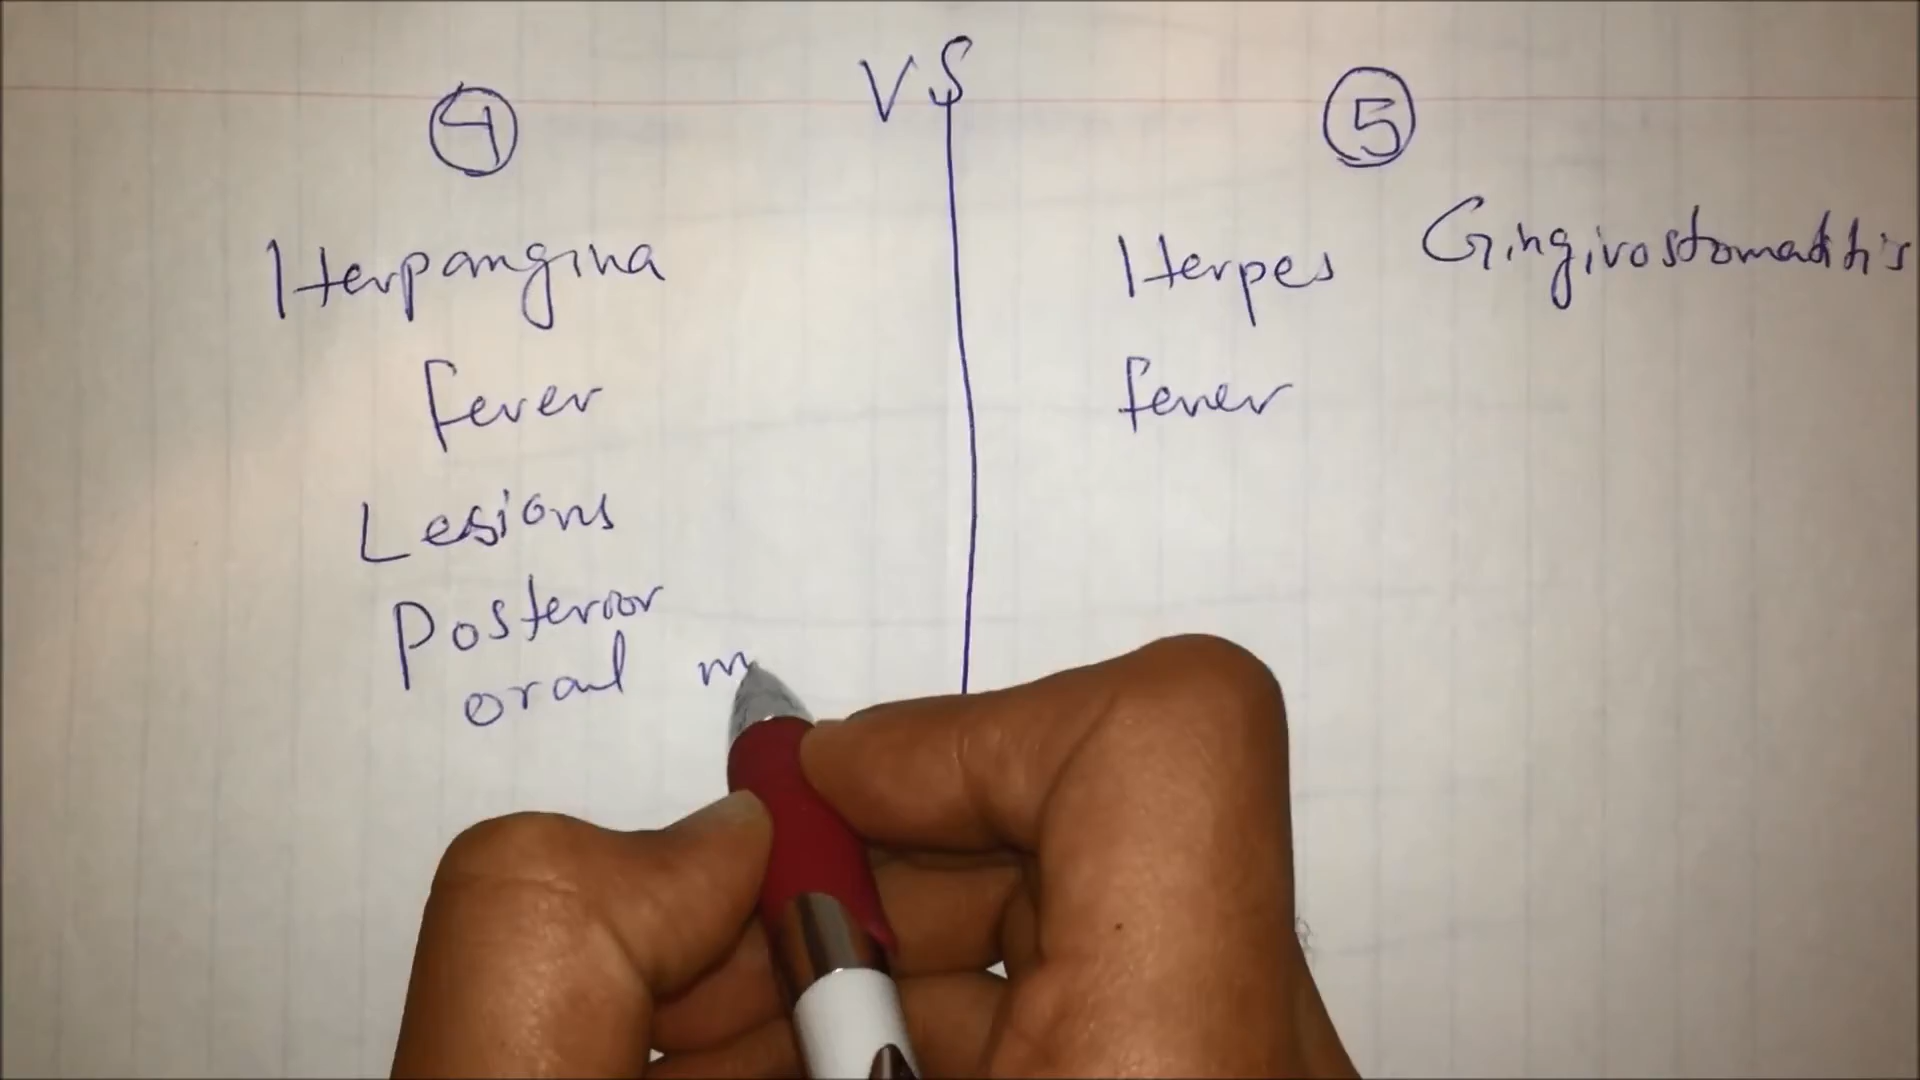 VS
4
5
Herpangina
Herpes Gingivostomatitis
fever
fever
Lesions
Posterior
oral m